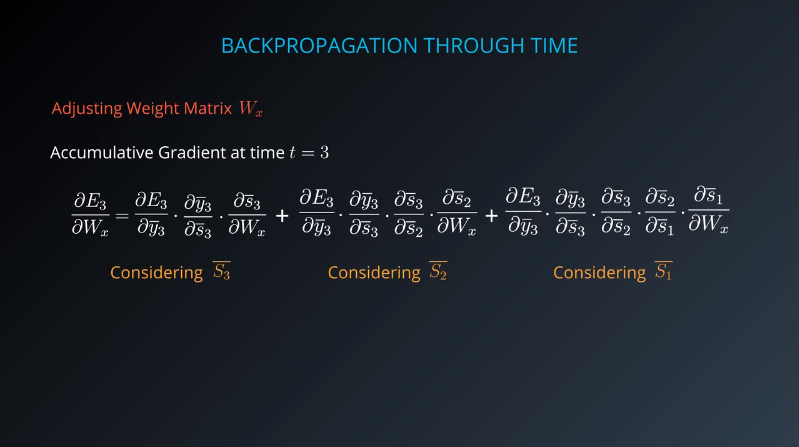 BACKPROPAGATION THROUGH TIME
Adjusting Weight Matrix $W_x$
Accumulative Gradient at time $t = 3$
$\frac{\partial E_3}{\partial W_x} = \frac{\partial E_3}{\partial \overline{y}_3} \cdot \frac{\partial \overline{y}_3}{\partial \overline{s}_3} \cdot \frac{\partial \overline{s}_3}{\partial W_x} + \frac{\partial E_3}{\partial \overline{y}_3} \cdot \frac{\partial \overline{y}_3}{\partial \overline{s}_3} \cdot \frac{\partial \overline{s}_3}{\partial \overline{s}_2} \cdot \frac{\partial \overline{s}_2}{\partial W_x} + \frac{\partial E_3}{\partial \overline{y}_3} \cdot \frac{\partial \overline{y}_3}{\partial \overline{s}_3} \cdot \frac{\partial \overline{s}_3}{\partial \overline{s}_2} \cdot \frac{\partial \overline{s}_2}{\partial \overline{s}_1} \cdot \frac{\partial \overline{s}_1}{\partial W_x}$
Considering $\overline{S_3}$ Considering $\overline{S_2}$ Considering $\overline{S_1}$